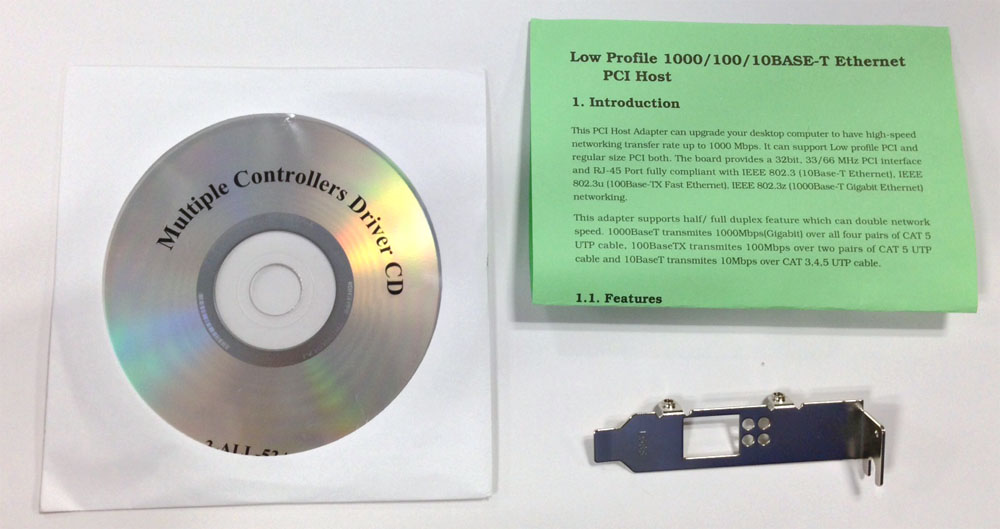 Multiple Controllers Driver CD
Low Profile 1000/100/10BASE-T Ethernet
PCI Host
1. Introduction
This PCI Host Adapter can upgrade your desktop computer to have high-speed
networking transfer rate up to 1000 Mbps. It can support Low profile PCI and
regular size PCI both. The board provides a 32bit, 33/66 MHz PCI interface
and RJ-45 Port fully compliant with IEEE 802.3 (10Base-T Ethernet), IEEE
802.3u (100Base-TX Fast Ethernet), IEEE 802.3z (1000Base-T Gigabit Ethernet)
networking.
This adapter supports half/ full duplex feature which can double network
speed. 1000BaseT transmites 1000Mbps(Gigabit) over all four pairs of CAT 5
UTP cable, 100BaseTX transmites 100Mbps over two pairs of CAT 5 UTP
cable and 10BaseT transmites 10Mbps over CAT 3,4,5 UTP cable.
1.1. Features